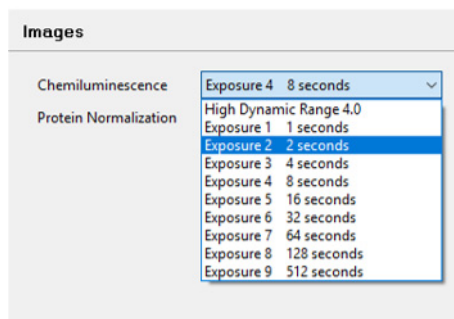 Images
Chemiluminescence Exposure 4 8 seconds
Protein Normalization
High Dynamic Range 4.0
Exposure 1 1 seconds
Exposure 2 2 seconds
Exposure 3 4 seconds
Exposure 4 8 seconds
Exposure 5 16 seconds
Exposure 6 32 seconds
Exposure 7 64 seconds
Exposure 8 128 seconds
Exposure 9 512 seconds